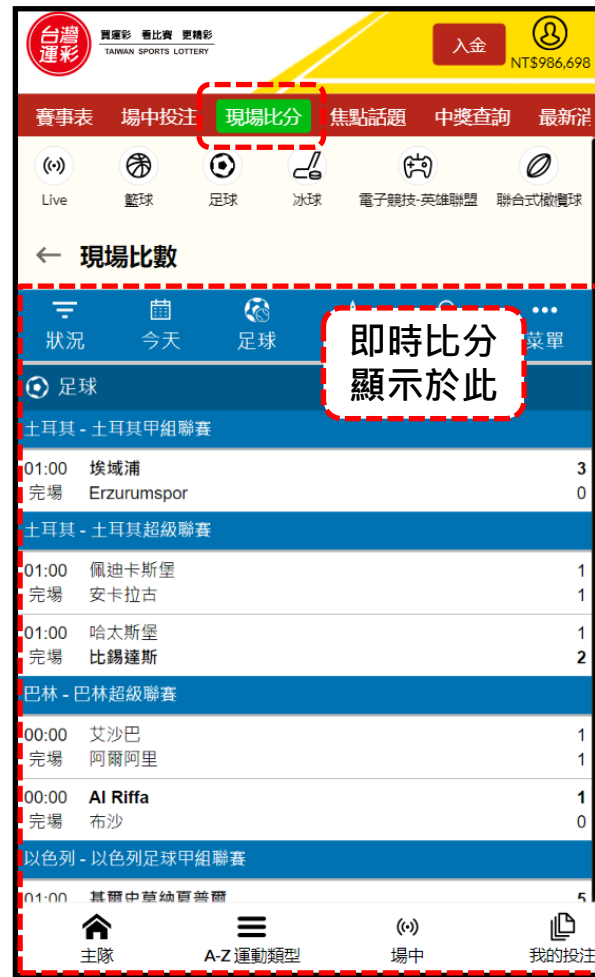 台灣
運彩
買運彩 看比賽 更精彩
TAIWAN SPORTS LOTTERY
入金
NT$986,698
賽事表 場中投注 現場比分 焦點話題 中獎查詢 最新消
Live 籃球 足球 冰球 電子競技-英雄聯盟 聯合式橄欖球
← 現場比數
狀況 今天 足球 菜單
即時比分
顯示於此
足球
土耳其 - 土耳其甲組聯賽
01:00 埃域浦 3
完場 Erzurumspor 0
土耳其 - 土耳其超級聯賽
01:00 佩迪卡斯堡 1
完場 安卡拉古 1
01:00 哈太斯堡 1
完場 比錫達斯 2
巴林 - 巴林超級聯賽
00:00 艾沙巴 1
完場 阿爾阿里 1
00:00 Al Riffa 1
完場 布沙 0
以色列 - 以色列足球甲組聯賽
01:00 基爾史莫納夏普爾 5
主隊 A-Z 運動類型 場中 我的投注